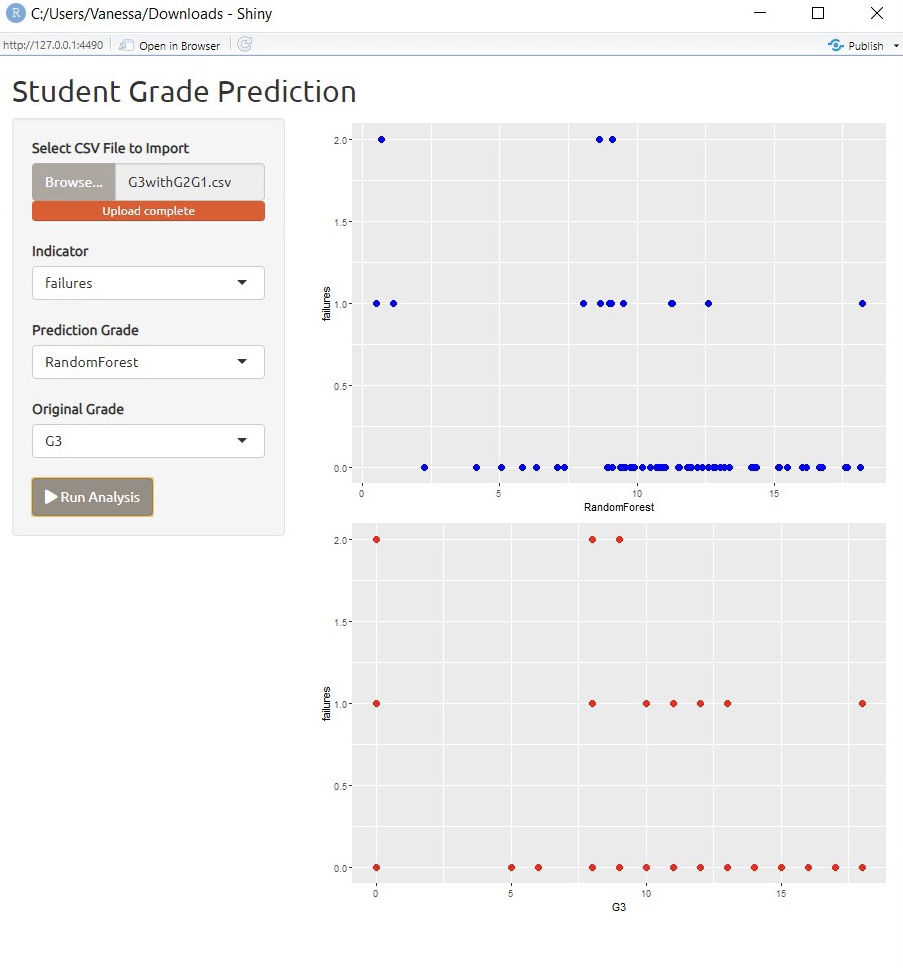 R C:/Users/Vanessa/Downloads - Shiny
http://127.0.0.1:4490 Open in Browser Publish
Student Grade Prediction
Select CSV File to Import
Browse... G3withG2G1.csv
Upload complete
Indicator
failures
Prediction Grade
RandomForest
Original Grade
G3
Run Analysis
2.0
1.5
failures
1.0
0.5
0.0
0 5 10 15
RandomForest
2.0
1.5
failures
1.0
0.5
0.0
0 5 10 15
G3